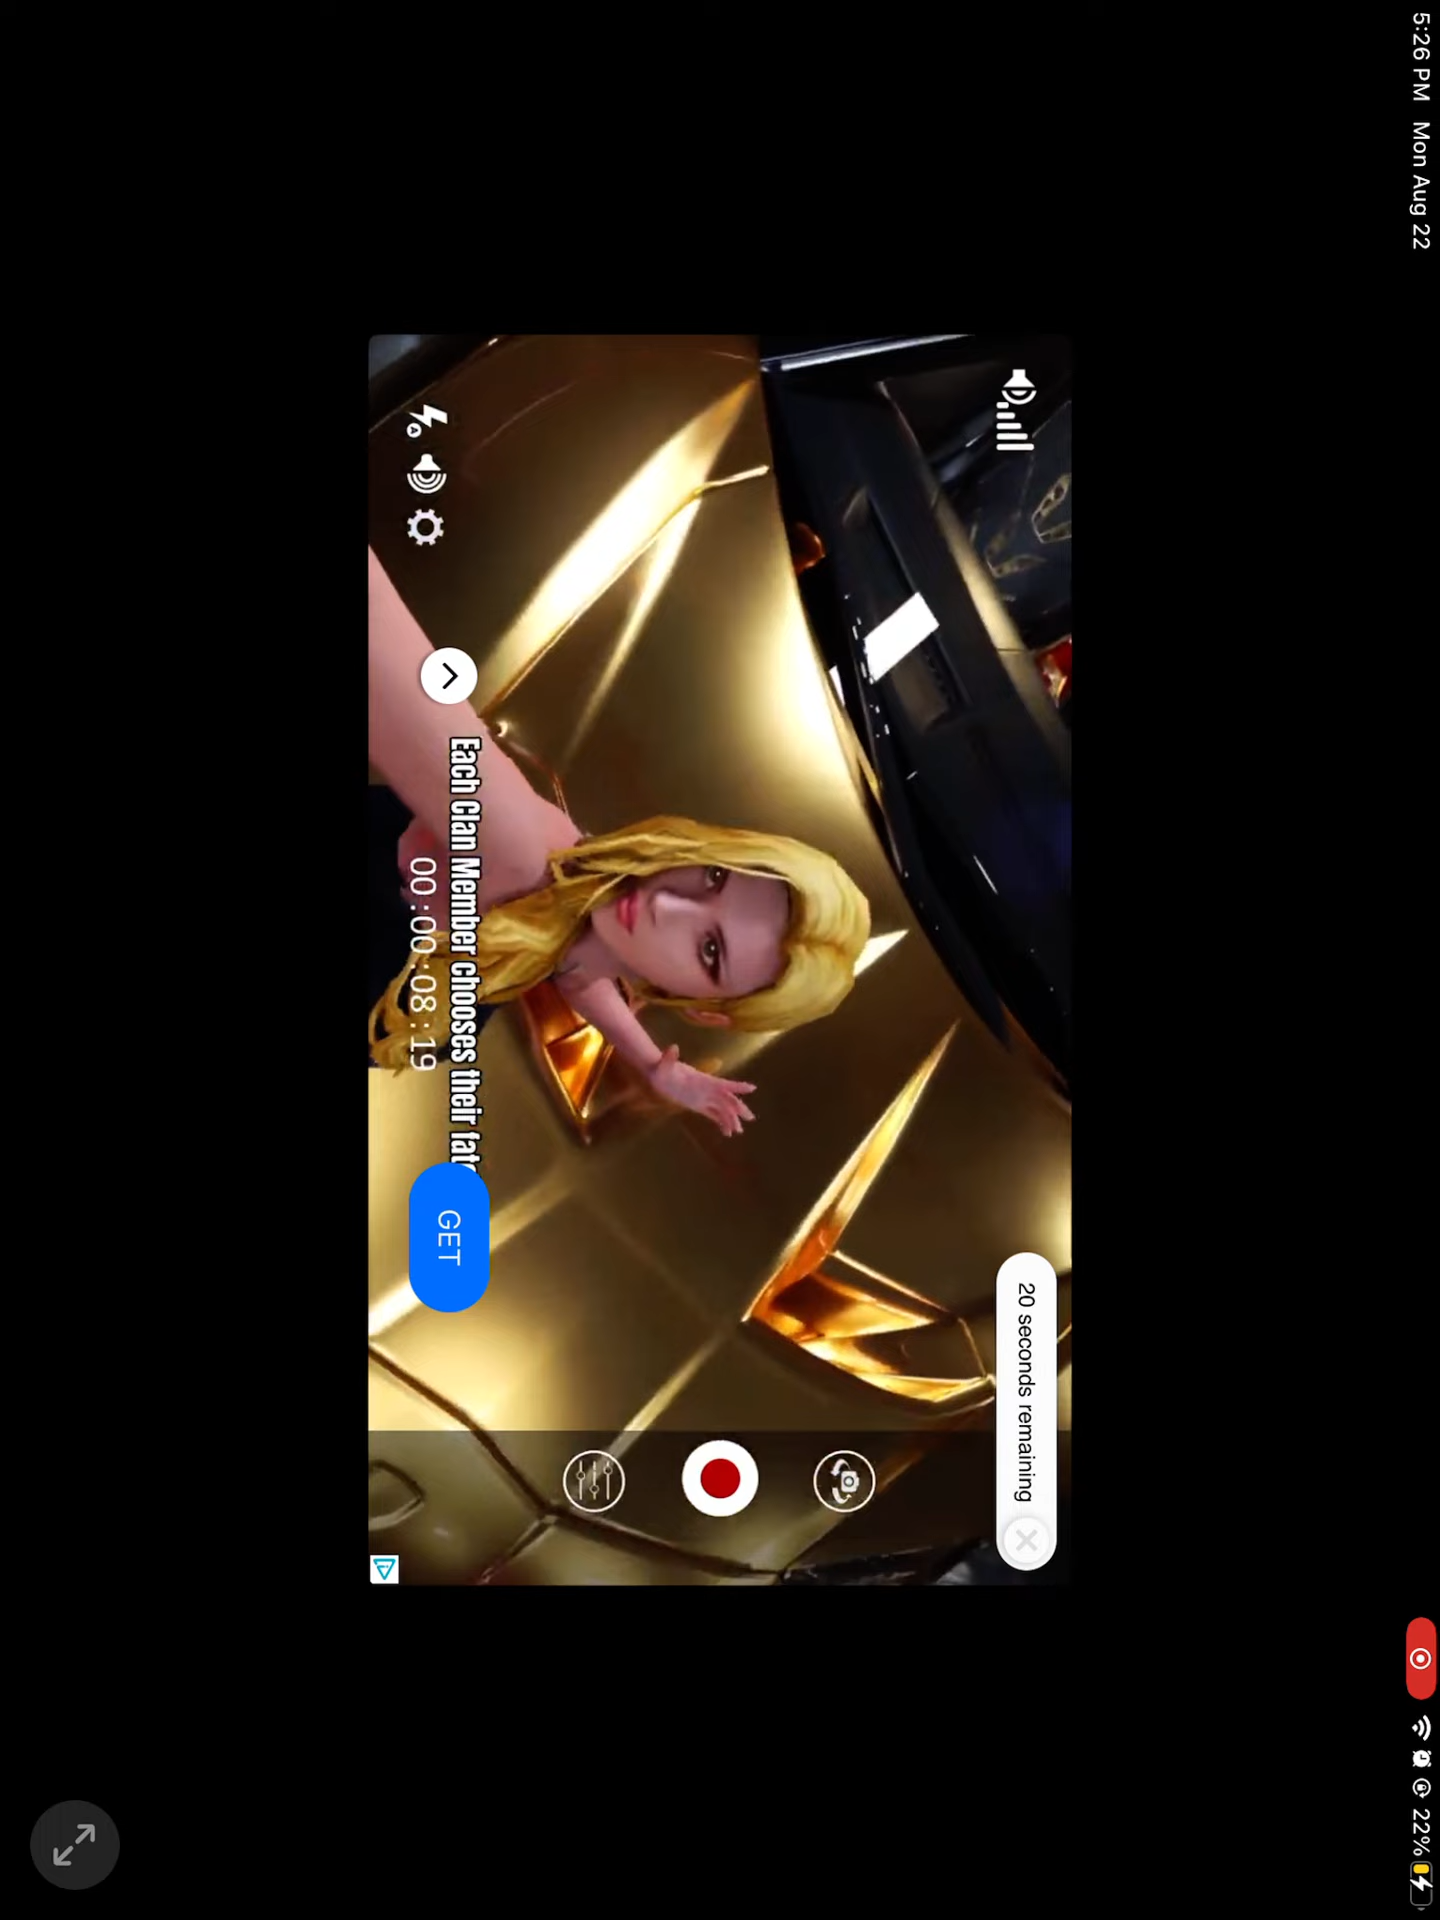 5:26 PM Mon Aug 22
22%
20 seconds remaining
Each Clan Member chooses their fate
00:00:08:19
GET